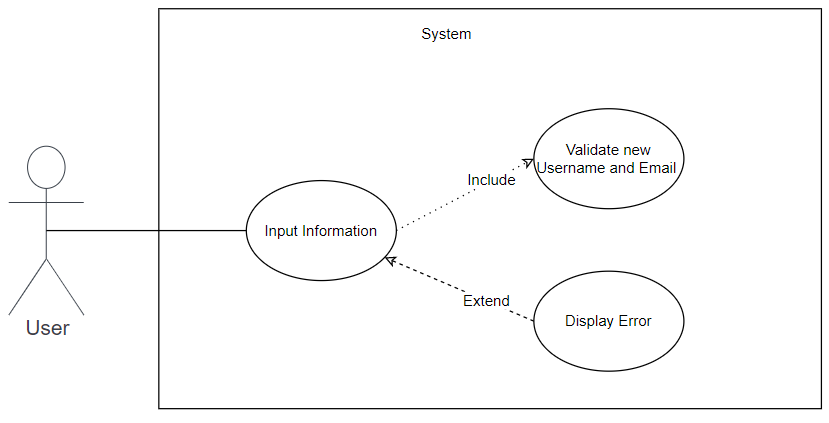 System
Validate new
Username and Email
Include
Input Information
Extend
Display Error
User